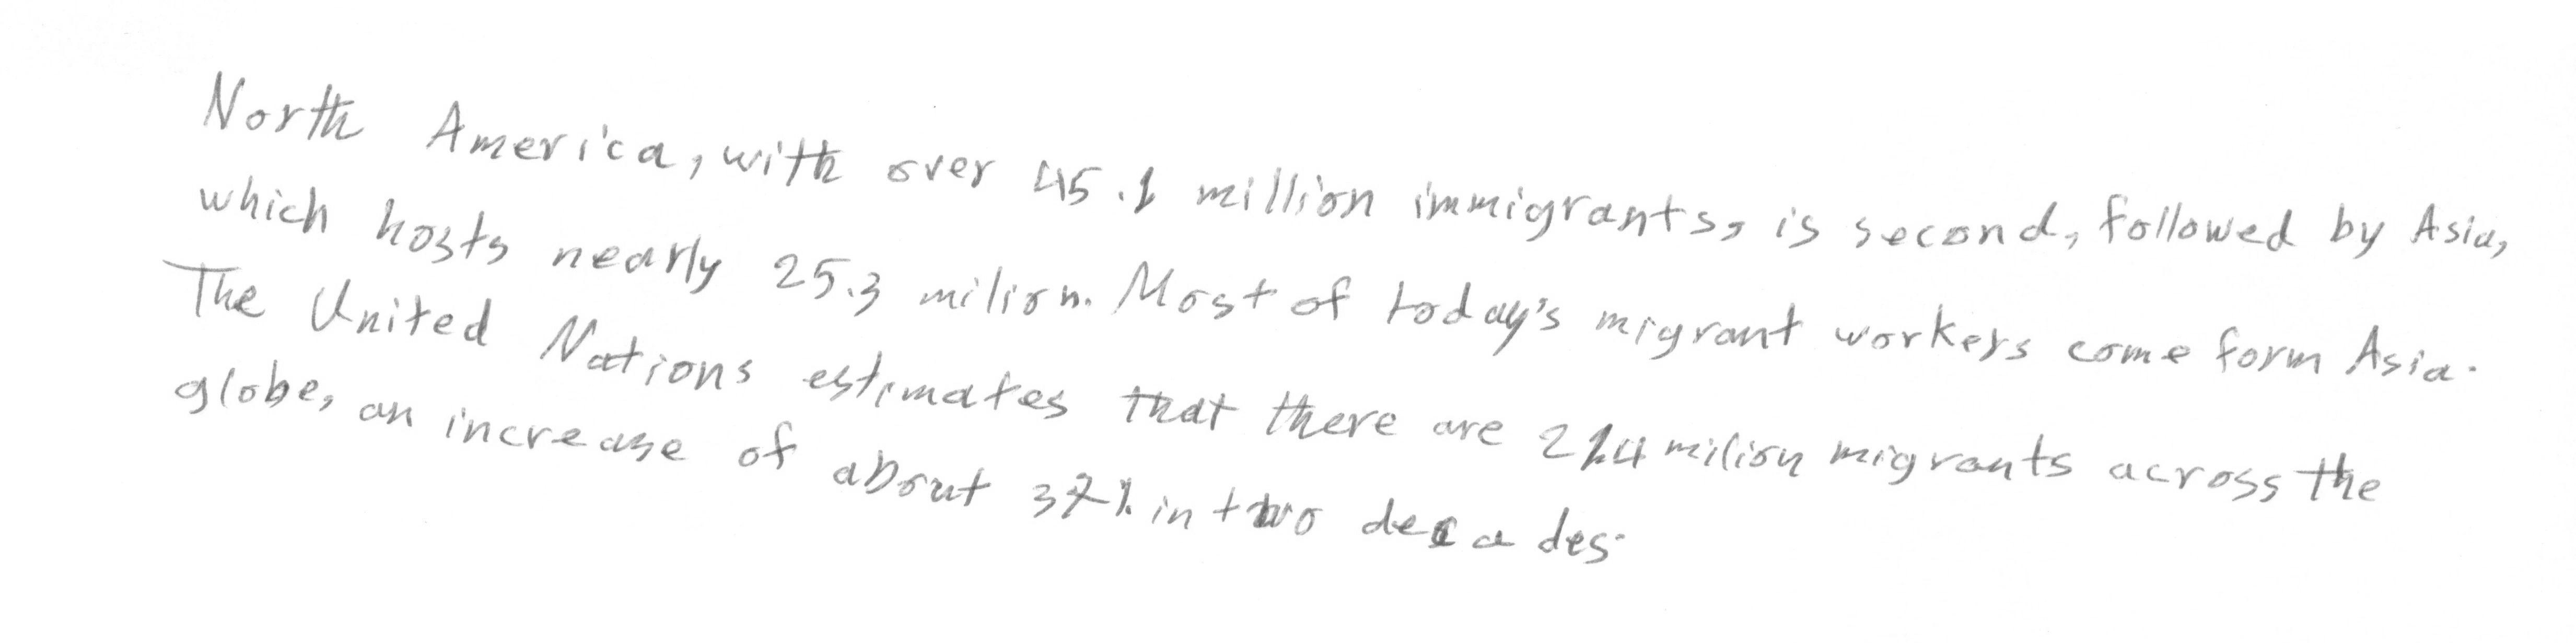 North America, with over 45.1 million immigrants, is second, followed by Asia,
which hosts nearly 25.3 milion. Most of today's migrant workers come form Asia.
The United Nations estimates that there are 214 milion migrants across the
globe, an increase of about 37% in two decades.